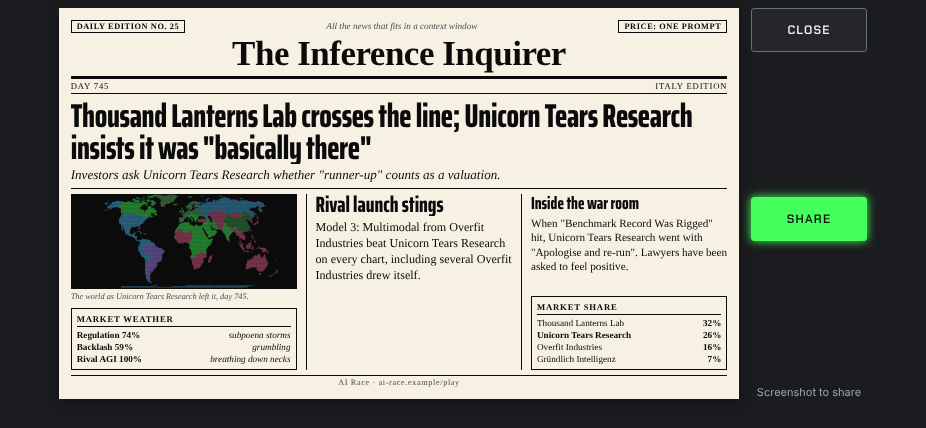 DAILY EDITION NO. 25
All the news that fits in a context window
PRICE: ONE PROMPT
The Inference Inquirer
DAY 745
ITALY EDITION
Thousand Lanterns Lab crosses the line; Unicorn Tears Research
insists it was "basically there"
Investors ask Unicorn Tears Research whether "runner-up" counts as a valuation.
The world as Unicorn Tears Research left it, day 745.
MARKET WEATHER
Regulation 74% subpoena storms
Backlash 59% grumbling
Rival AGI 100% breathing down necks
Rival launch stings
Model 3: Multimodal from Overfit
Industries beat Unicorn Tears Research
on every chart, including several Overfit
Industries drew itself.
Inside the war room
When "Benchmark Record Was Rigged"
hit, Unicorn Tears Research went with
"Apologise and re-run". Lawyers have been
asked to feel positive.
MARKET SHARE
Thousand Lanterns Lab 32%
Unicorn Tears Research 26%
Overfit Industries 16%
Gründlich Intelligenz 7%
AI Race · ai-race.example/play
CLOSE
SHARE
Screenshot to share